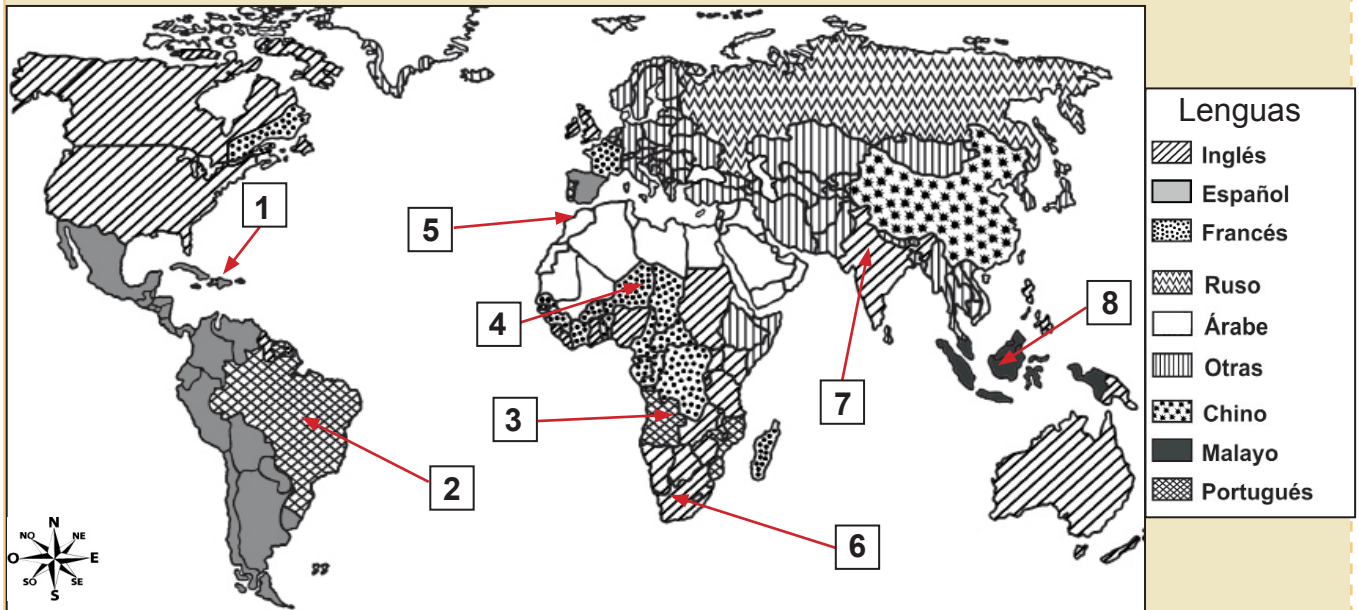 1
2
3
4
5
6
7
8
N
NO
NE
O
E
SO
SE
S
Lenguas
Inglés
Español
Francés
Ruso
Árabe
Otras
Chino
Malayo
Portugués